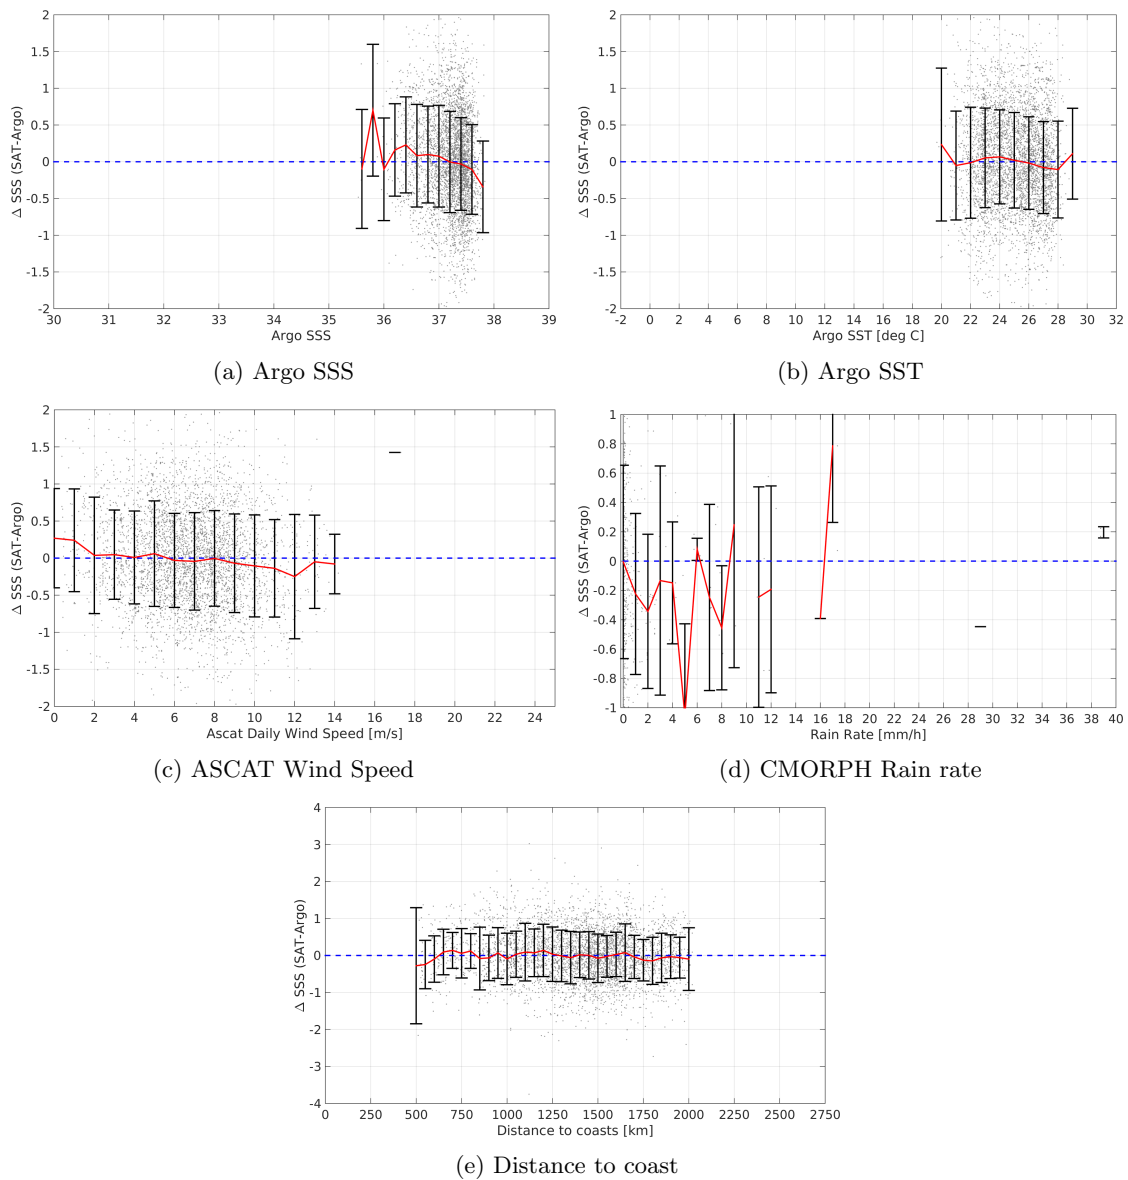 2
1.5
1
0.5
0
-0.5
-1
-1.5
-2
Δ SSS (SAT-Argo)
30 31 32 33 34 35 36 37 38 39
Argo SSS
(a) Argo SSS
2
1.5
1
0.5
0
-0.5
-1
-1.5
-2
Δ SSS (SAT-Argo)
-2 0 2 4 6 8 10 12 14 16 18 20 22 24 26 28 30 32
Argo SST [deg C]
(b) Argo SST
2
1.5
1
0.5
0
-0.5
-1
-1.5
-2
Δ SSS (SAT-Argo)
0 2 4 6 8 10 12 14 16 18 20 22 24
Ascat Daily Wind Speed [m/s]
(c) ASCAT Wind Speed
1
0.8
0.6
0.4
0.2
0
-0.2
-0.4
-0.6
-0.8
-1
Δ SSS (SAT-Argo)
0 2 4 6 8 10 12 14 16 18 20 22 24 26 28 30 32 34 36 38 40
Rain Rate [mm/h]
(d) CMORPH Rain rate
4
3
2
1
0
-1
-2
-3
-4
Δ SSS (SAT-Argo)
0 250 500 750 1000 1250 1500 1750 2000 2250 2500 2750
Distance to coasts [km]
(e) Distance to coast